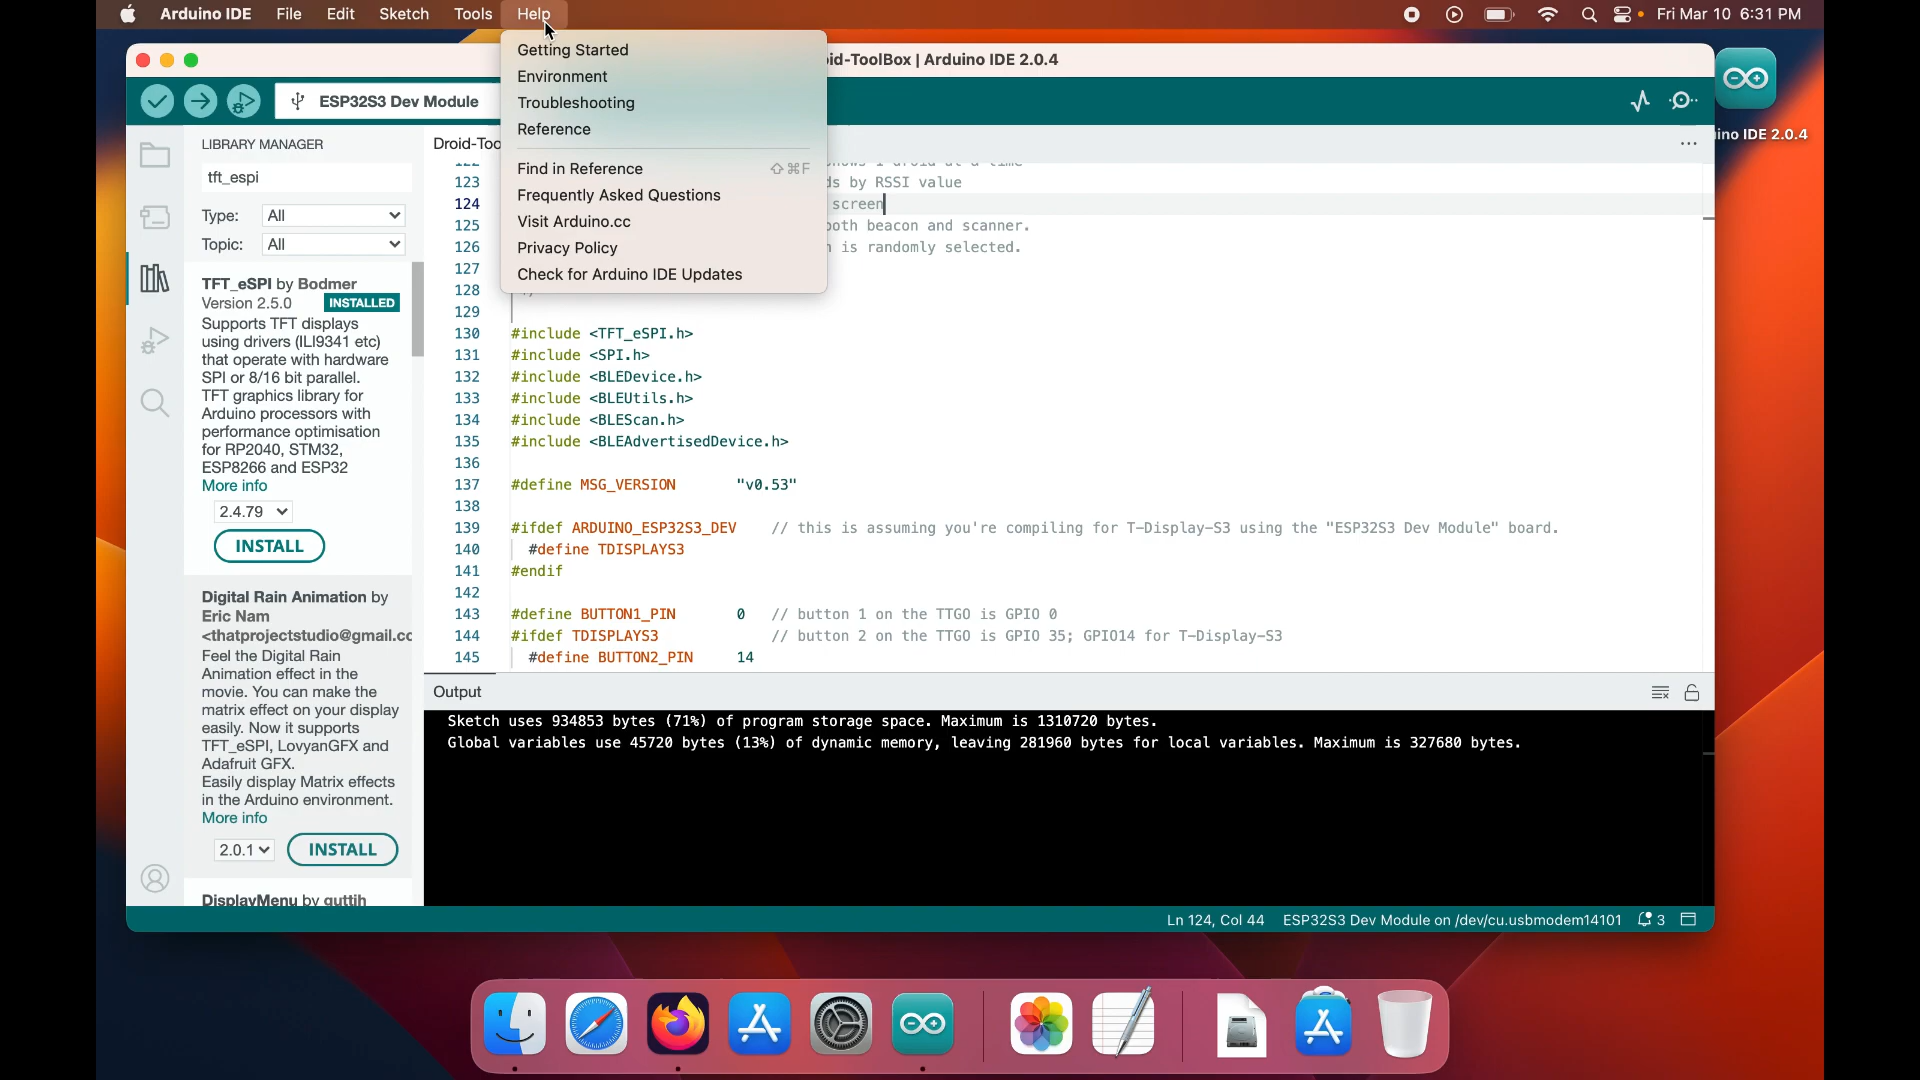 Arduino IDE File Edit Sketch Tools Help Fri Mar 10 6:31 PM
Getting Started
Environment
Troubleshooting
Reference
Find in Reference ⇧⌘F
Frequently Asked Questions
Visit Arduino.cc
Privacy Policy
Check for Arduino IDE Updates
id-ToolBox | Arduino IDE 2.0.4
ESP32S3 Dev Module
ino IDE 2.0.4
LIBRARY MANAGER
tft_espi
Type: All
Topic: All
TFT_eSPI by Bodmer
Version 2.5.0 INSTALLED
Supports TFT displays
using drivers (ILI9341 etc)
that operate with hardware
SPI or 8/16 bit parallel.
TFT graphics library for
Arduino processors with
performance optimisation
for RP2040, STM32,
ESP8266 and ESP32
More info
2.4.79
INSTALL
Digital Rain Animation by
Eric Nam
<thatprojectstudio@gmail.cc
Feel the Digital Rain
Animation effect in the
movie. You can make the
matrix effect on your display
easily. Now it supports
TFT_eSPI, LovyanGFX and
Adafruit GFX.
Easily display Matrix effects
in the Arduino environment.
More info
2.0.1 INSTALL
DisplayMenu by guttih
Droid-Too
122 hows 1 droid at a time
123 ds by RSSI value
124 screen
125 both beacon and scanner.
126 n is randomly selected.
127
128 */
129
130 #include <TFT_eSPI.h>
131 #include <SPI.h>
132 #include <BLEDevice.h>
133 #include <BLEUtils.h>
134 #include <BLEScan.h>
135 #include <BLEAdvertisedDevice.h>
136
137 #define MSG_VERSION "v0.53"
138
139 #ifdef ARDUINO_ESP32S3_DEV // this is assuming you're compiling for T-Display-S3 using the "ESP32S3 Dev Module" board.
140 #define TDISPLAYS3
141 #endif
142
143 #define BUTTON1_PIN 0 // button 1 on the TTGO is GPIO 0
144 #ifdef TDISPLAYS3 // button 2 on the TTGO is GPIO 35; GPIO14 for T-Display-S3
145 #define BUTTON2_PIN 14
Output
Sketch uses 934853 bytes (71%) of program storage space. Maximum is 1310720 bytes.
Global variables use 45720 bytes (13%) of dynamic memory, leaving 281960 bytes for local variables. Maximum is 327680 bytes.
Ln 124, Col 44 ESP32S3 Dev Module on /dev/cu.usbmodem14101 3